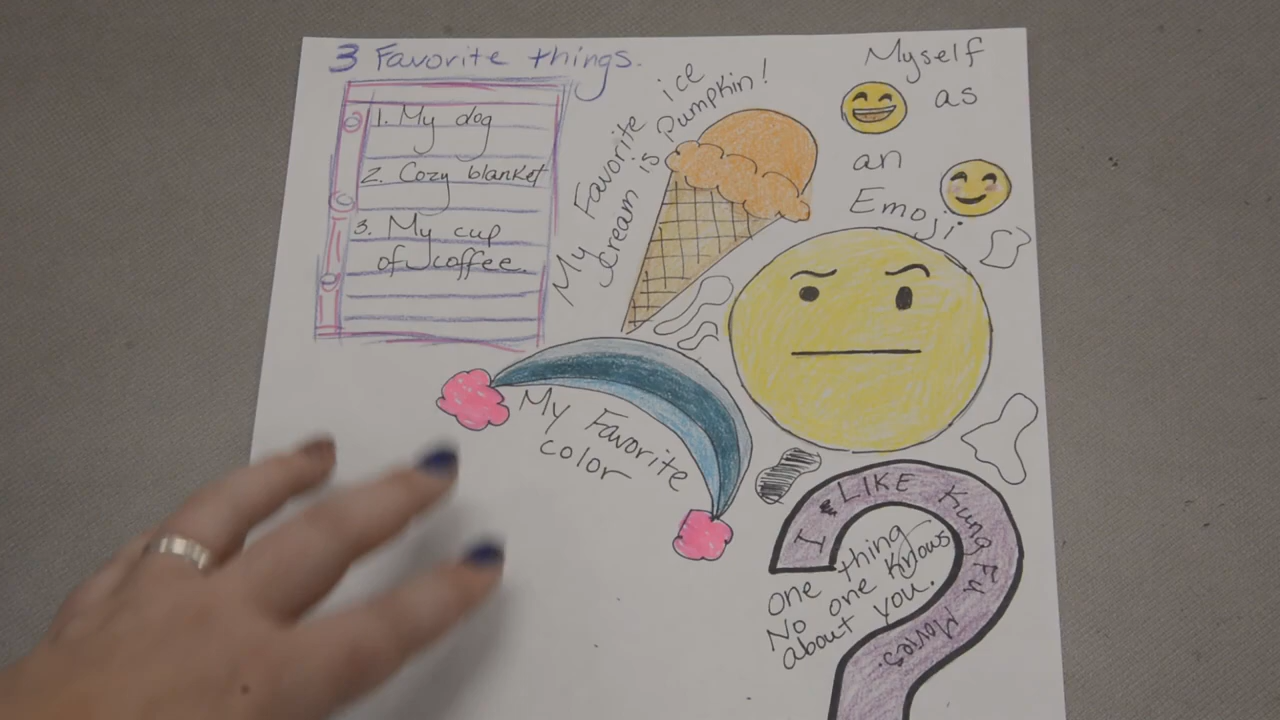 3 Favorite things.
1. My dog
2. Cozy blanket
3. My cup
of coffee.
My Favorite ice
cream is Pumpkin!
Myself
as
an
Emoji
My Favorite
color
I LIKE Kung Fu Movies.
one thing
No one knows
about you.